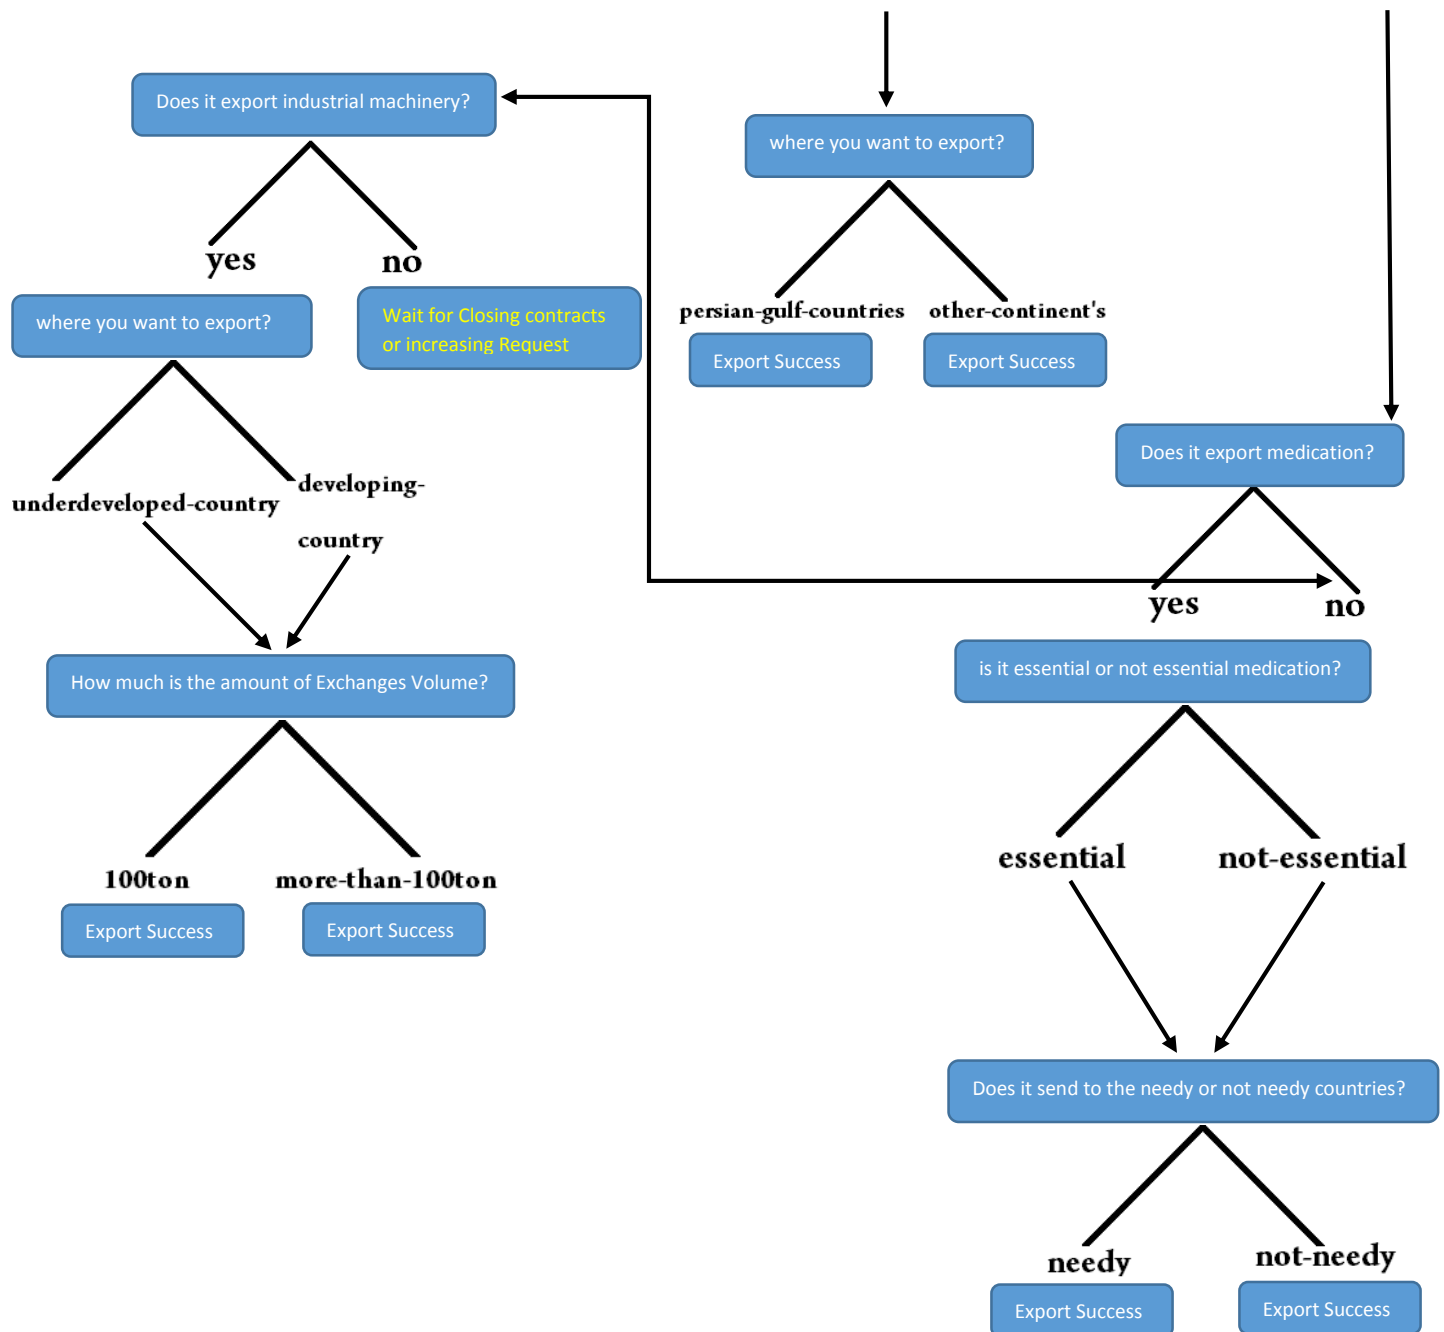 Does it export industrial machinery?
where you want to export?
yes
no
where you want to export?
Wait for Closing contracts
or increasing Request
persian-gulf-countries
other-continent's
Export Success
Export Success
Does it export medication?
underdeveloped-country
developing-
country
yes
no
How much is the amount of Exchanges Volume?
is it essential or not essential medication?
100ton
more-than-100ton
essential
not-essential
Export Success
Export Success
Does it send to the needy or not needy countries?
needy
not-needy
Export Success
Export Success